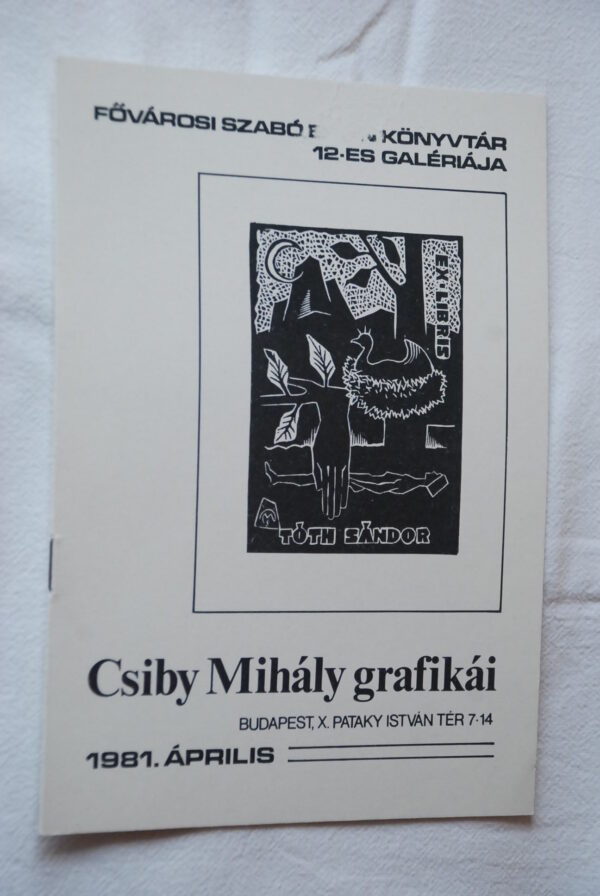 FŐVÁROSI SZABÓ KÖNYVTÁR
12-ES GALÉRIÁJA
EX·LIBRIS
TÓTH SÁNDOR
Csiby Mihály grafikái
BUDAPEST, X. PATAKY ISTVÁN TÉR 7-14
1981. ÁPRILIS